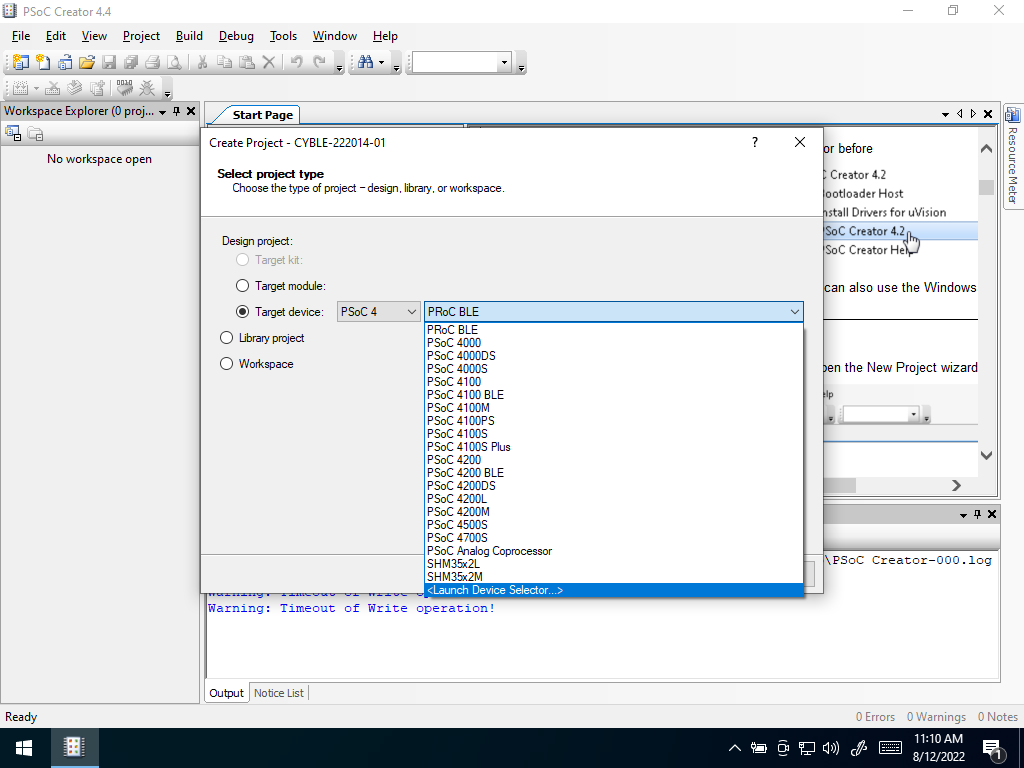 PSoC Creator 4.4
File Edit View Project Build Debug Tools Window Help
Workspace Explorer (0 proj...
No workspace open
Start Page
Create Project - CYBLE-222014-01
?
Select project type
Choose the type of project – design, library, or workspace.
Design project:
Target kit:
Target module:
Target device:
PSoC 4
PRoC BLE
Library project
Workspace
PRoC BLE
PSoC 4000
PSoC 4000DS
PSoC 4000S
PSoC 4100
PSoC 4100 BLE
PSoC 4100M
PSoC 4100PS
PSoC 4100S
PSoC 4100S Plus
PSoC 4200
PSoC 4200 BLE
PSoC 4200DS
PSoC 4200L
PSoC 4200M
PSoC 4500S
PSoC 4700S
PSoC Analog Coprocessor
SHM35x2L
SHM35x2M
<Launch Device Selector...>
or before
C Creator 4.2
Bootloader Host
Install Drivers for uVision
PSoC Creator 4.2
PSoC Creator Help
can also use the Windows
pen the New Project wizard
elp
Resource Meter
\PSoC Creator-000.log
Warning: Timeout of Write
Warning: Timeout of Write operation!
Output
Notice List
Ready
0 Errors
0 Warnings
0 Notes
11:10 AM
8/12/2022
1